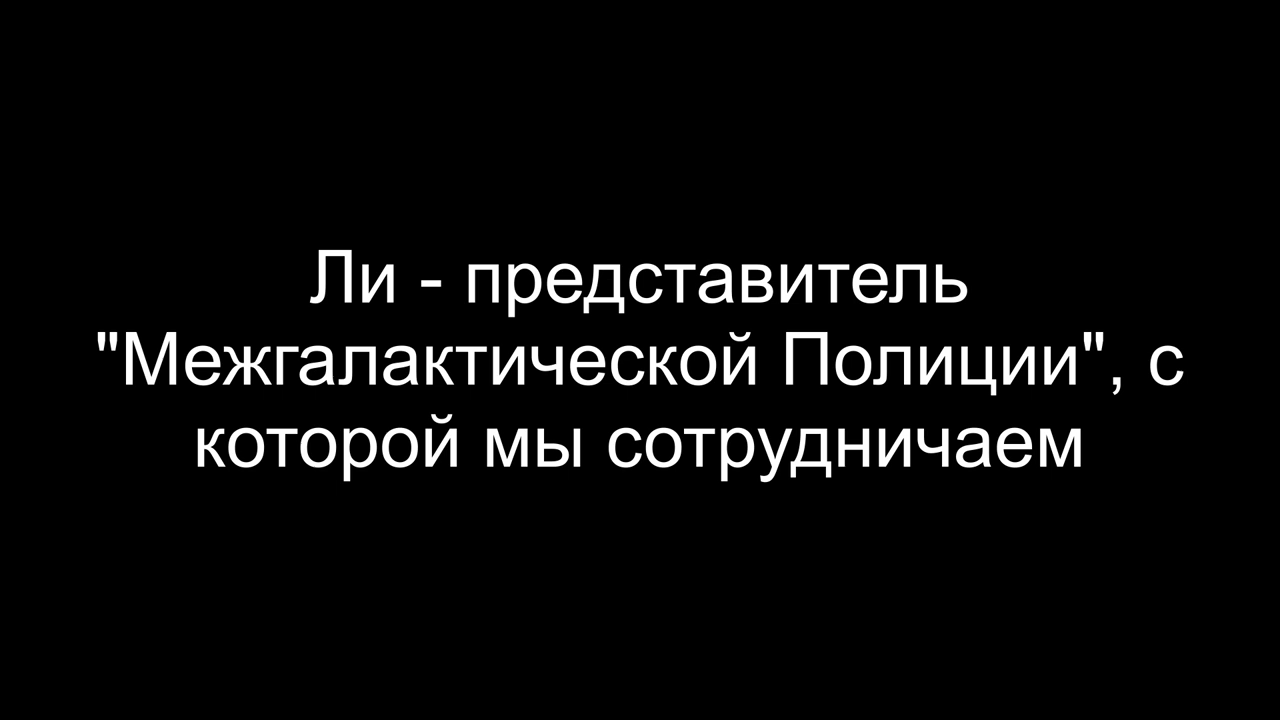 Ли - представитель
"Межгалактической Полиции", с
которой мы сотрудничаем